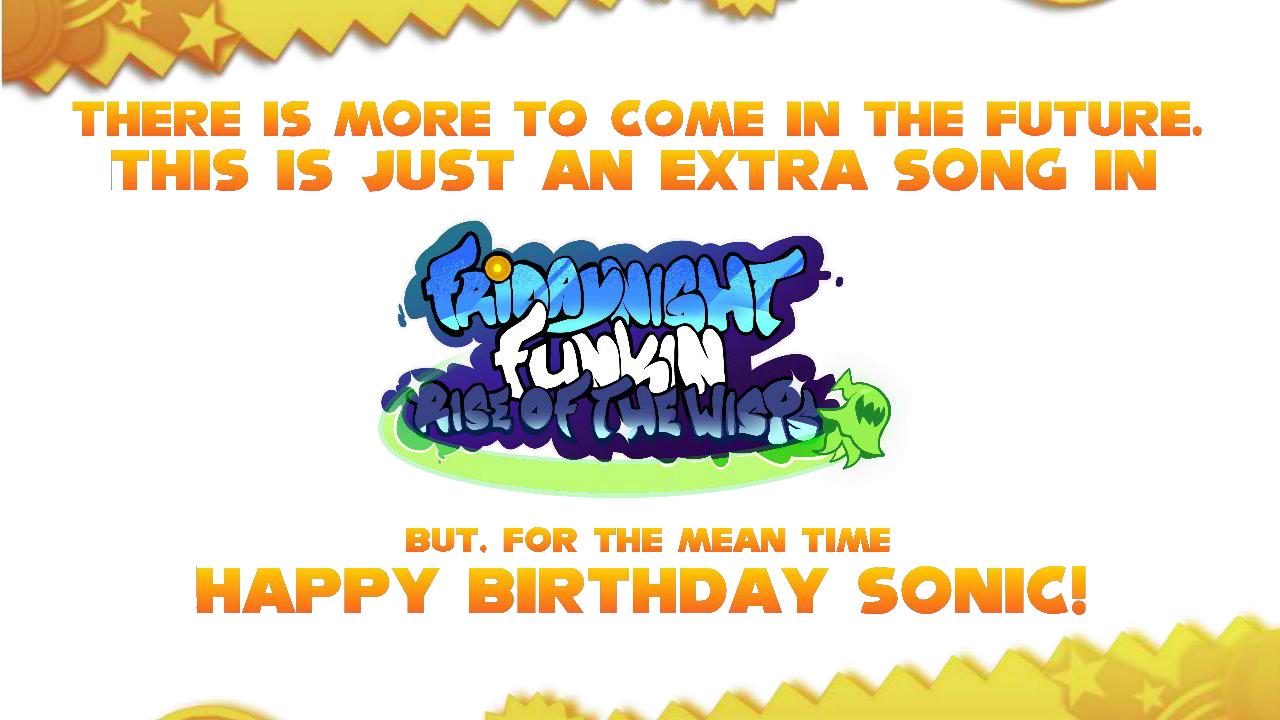 THERE IS MORE TO COME IN THE FUTURE.
THIS IS JUST AN EXTRA SONG IN
FRIDAY NIGHT
FUNKIN
RISE OF THE WISPS
BUT, FOR THE MEAN TIME
HAPPY BIRTHDAY SONIC!